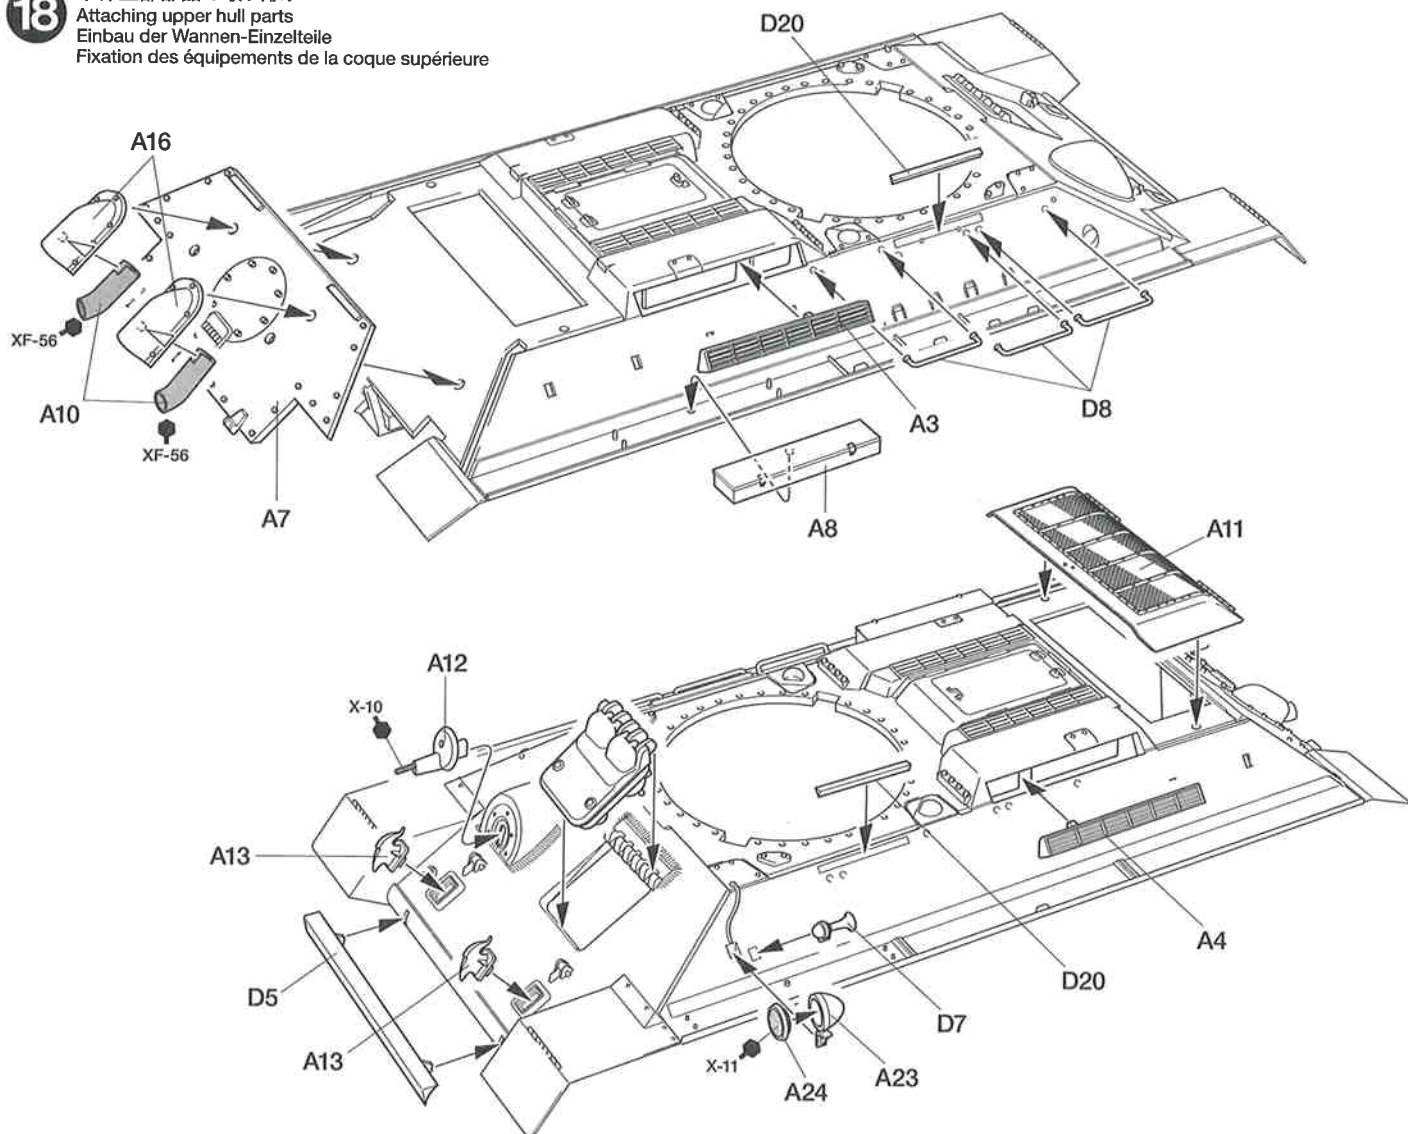 18
Attaching upper hull parts
Einbau der Wannen-Einzelteile
Fixation des équipements de la coque supérieure
D20
A16
XF-56
A10
XF-56
A7
A3
D8
A8
A11
A12
X-10
A13
D5
A13
A4
D20
D7
X-11
A24
A23